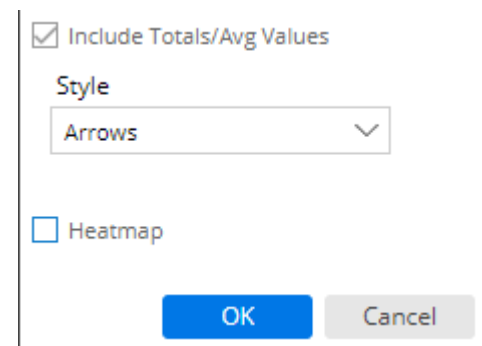 Include Totals/Avg Values
Style
Arrows
Heatmap
OK Cancel